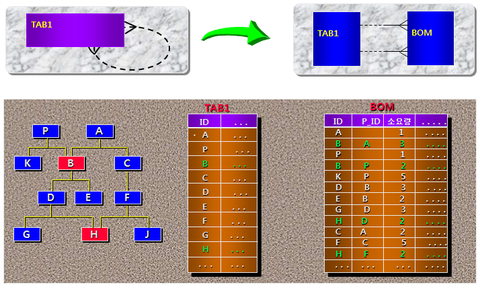 TAB1
TAB1 BOM
P A
K B C
D E F
G H J
TAB1
ID ...
A ...
P ...
B ...
C ...
D ...
E ...
F ...
G ...
H ...
... ...
BOM
ID P_ID 소요량 .....
A 1 ....
B A 3 ....
P 1 ....
B P 2 ....
K P 5 ....
D B 3 ....
E B 2 ....
G D 3 ....
H D 2 ....
C A 2 ....
F C 5 ....
H F 2 ....
... ... ... ....